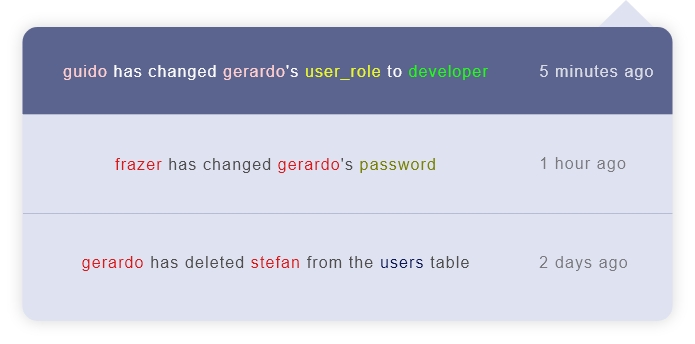 guido has changed gerardo's user_role to developer 5 minutes ago
frazer has changed gerardo's password 1 hour ago
gerardo has deleted stefan from the users table 2 days ago